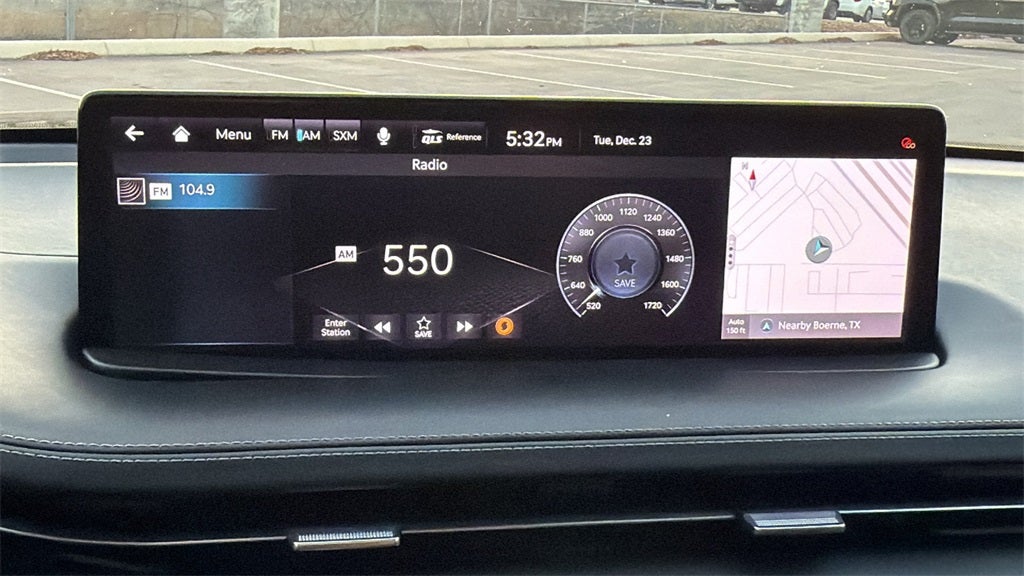 Menu FM AM SXM QLS Reference 5:32PM Tue, Dec. 23
Radio
FM 104.9
AM 550
Enter
Station
SAVE
520 640 760 880 1000 1120 1240 1360 1480 1600 1720
SAVE
N
Auto
150 ft
Nearby Boerne, TX